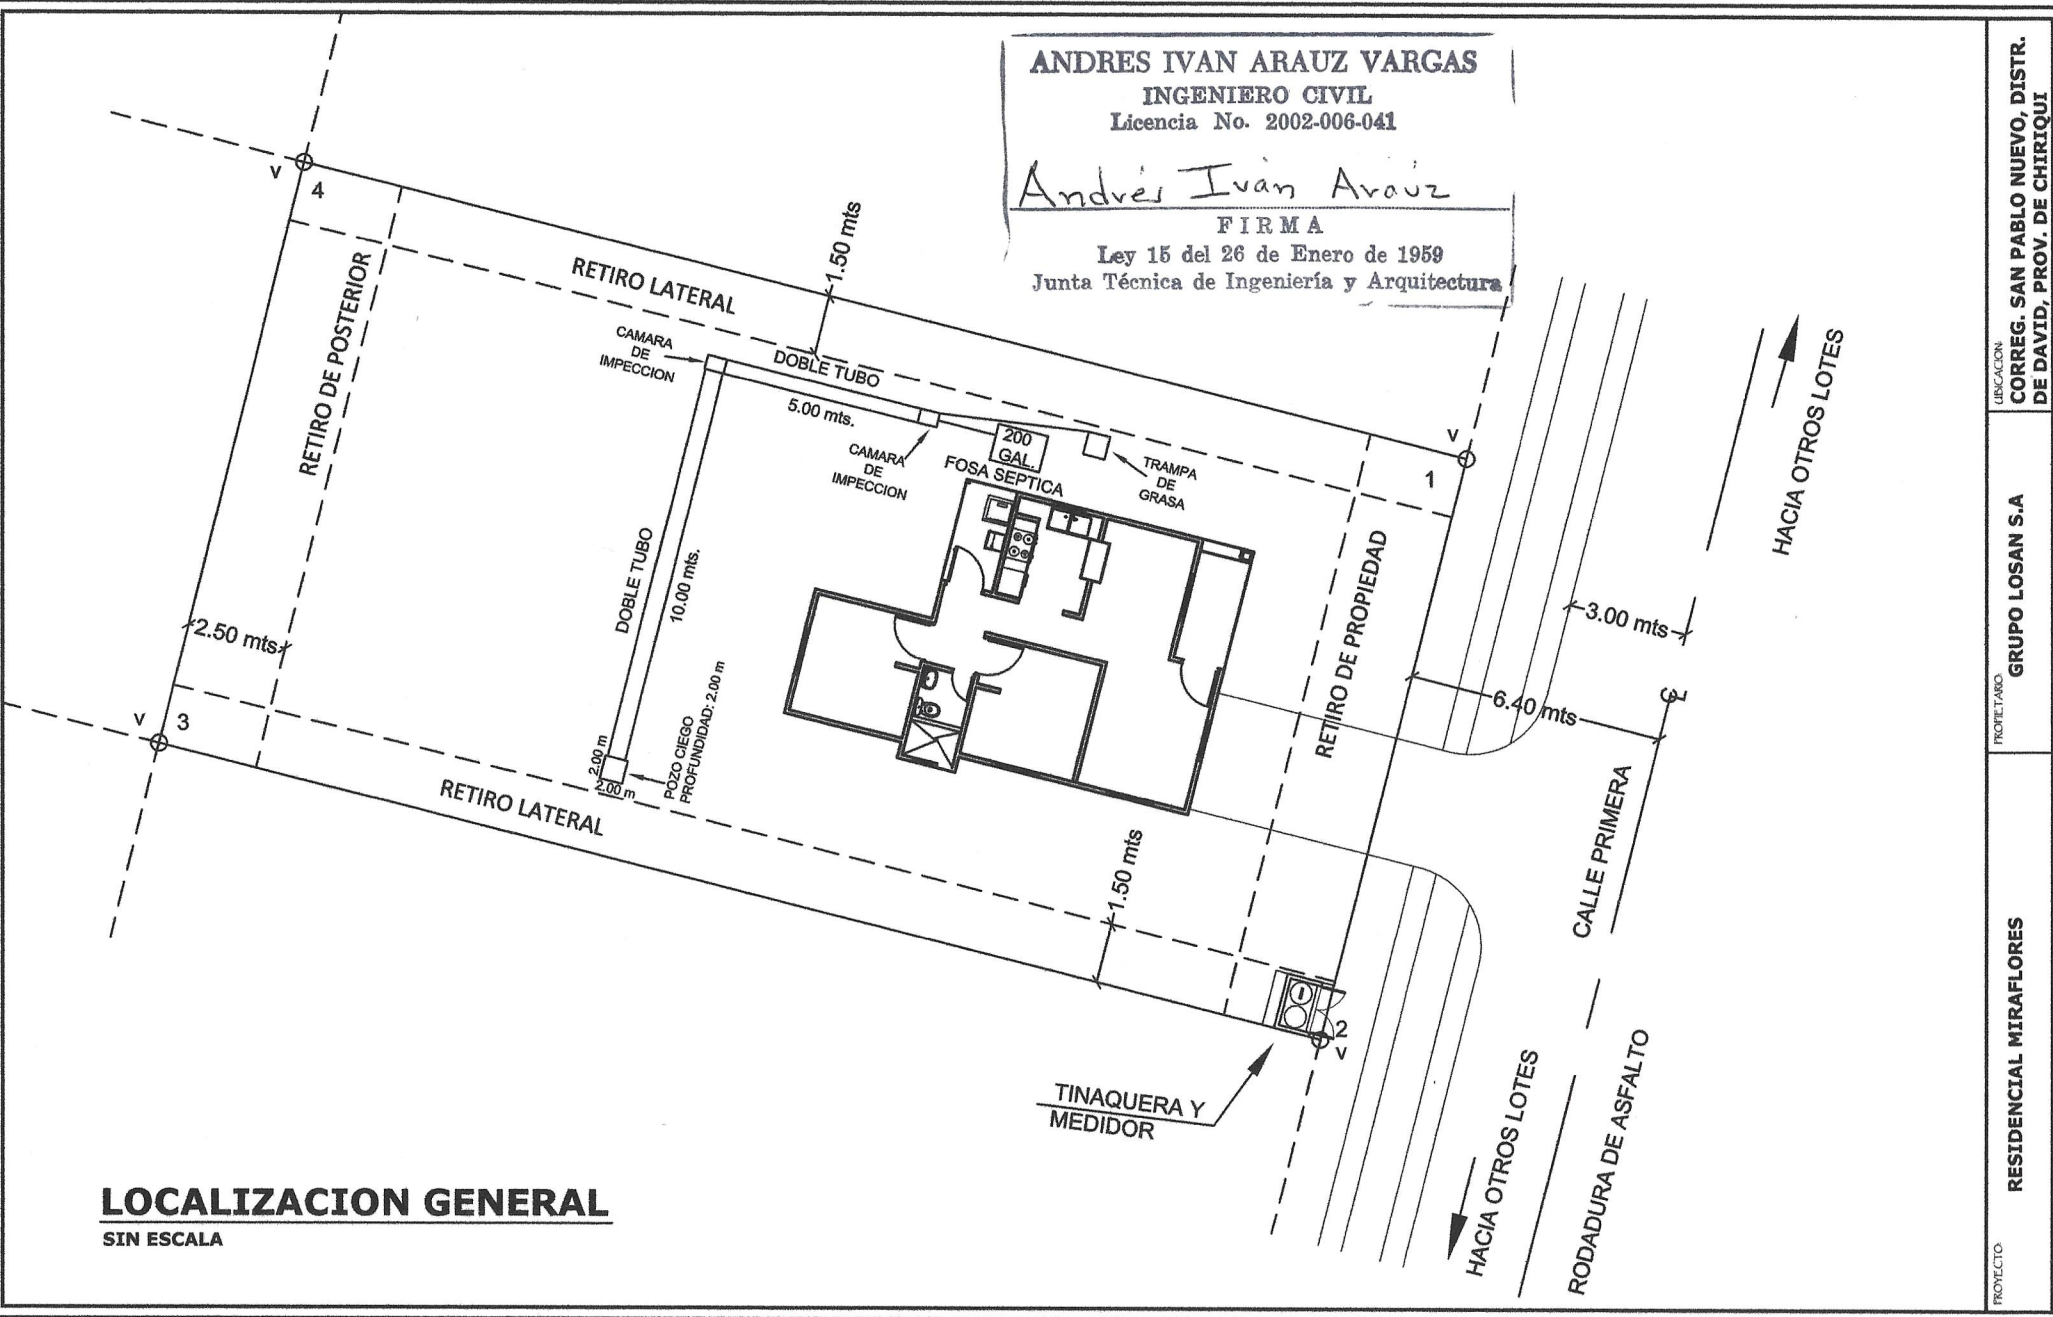 ANDRES IVAN ARAUZ VARGAS
INGENIERO CIVIL
Licencia No. 2002-006-041
Andrés Iván Araúz
FIRMA
Ley 15 del 26 de Enero de 1959
Junta Técnica de Ingeniería y Arquitectura
V
4
RETIRO LATERAL
1.50 mts
RETIRO DE POSTERIOR
CAMARA
DE
IMPECCION
DOBLE TUBO
5.00 mts.
CAMARA
DE
IMPECCION
200
GAL.
FOSA SEPTICA
TRAMPA
DE
GRASA
V
1
HACIA OTROS LOTES
DOBLE TUBO
10.00 mts.
RETIRO DE PROPIEDAD
3.00 mts
2.50 mts
V
3
6.40 mts
2.00 m
2.00 m
POZO CIEGO
PROFUNDIDAD: 2.00 m
RETIRO LATERAL
1.50 mts
CALLE PRIMERA
2
V
TINAQUERA Y
MEDIDOR
HACIA OTROS LOTES
RODADURA DE ASFALTO
LOCALIZACION GENERAL
SIN ESCALA
UBICACION:
CORREG. SAN PABLO NUEVO, DISTR.
DE DAVID, PROV. DE CHIRIQUI
PROPIETARIO:
GRUPO LOSAN S.A
PROYECTO:
RESIDENCIAL MIRAFLORES